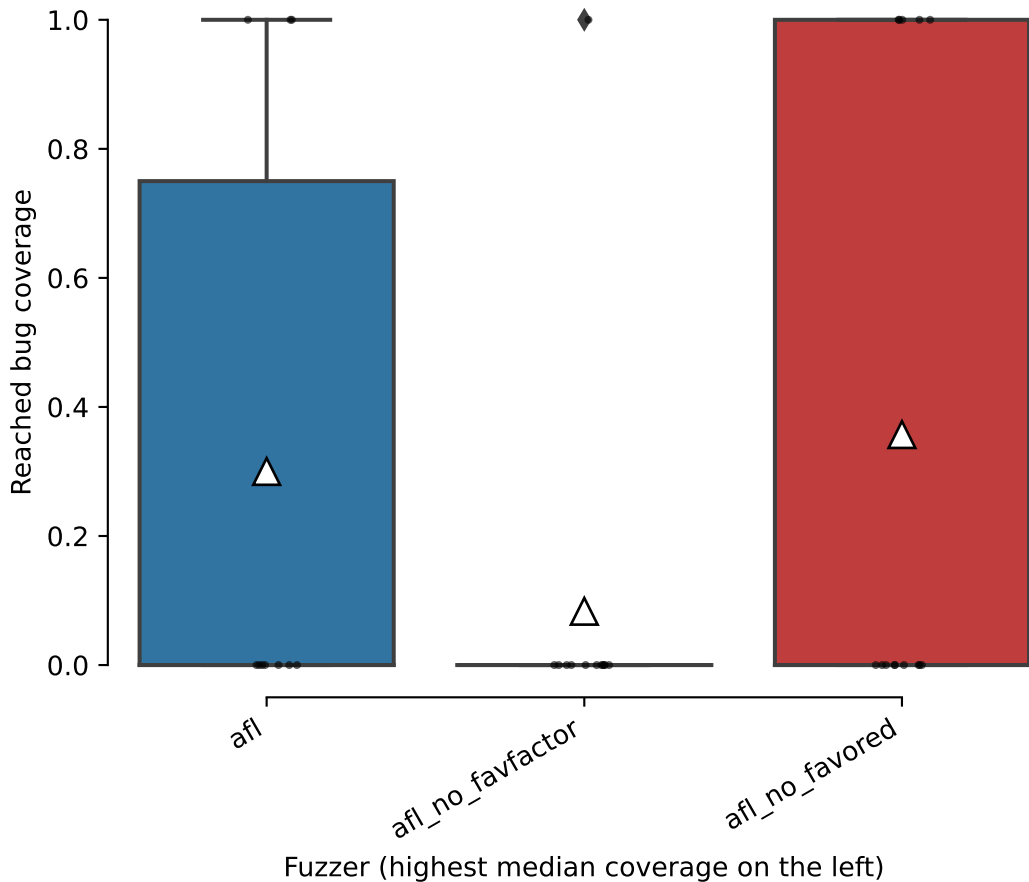 1.0
0.8
0.6
0.4
0.2
0.0
Reached bug coverage
afl
afl_no_favfactor
afl_no_favored
Fuzzer (highest median coverage on the left)